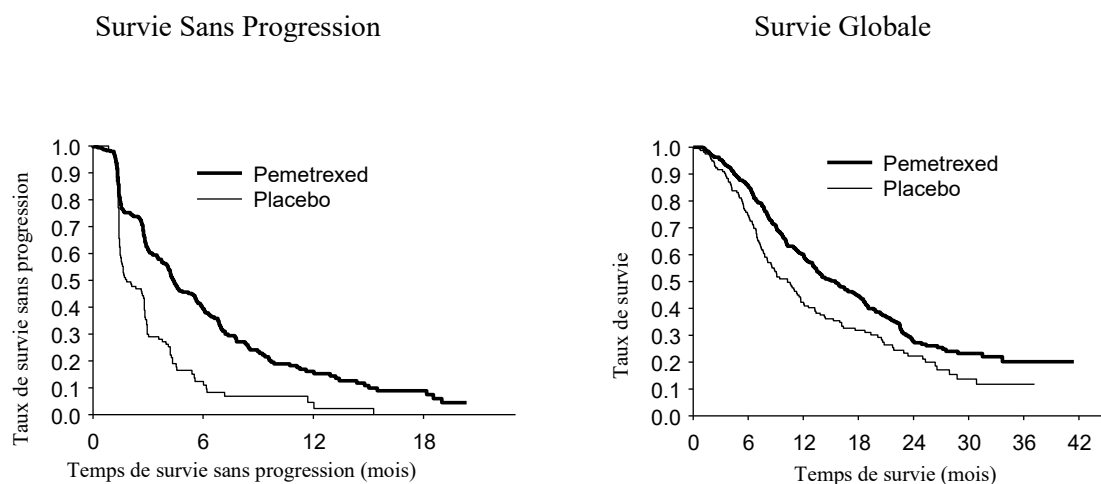 Survie Sans Progression
Survie Globale
Taux de survie sans progression
1.0
0.9
0.8
0.7
0.6
0.5
0.4
0.3
0.2
0.1
0.0
Pemetrexed
Placebo
0 6 12 18
Temps de survie sans progression (mois)
Taux de survie
1.0
0.9
0.8
0.7
0.6
0.5
0.4
0.3
0.2
0.1
0.0
Pemetrexed
Placebo
0 6 12 18 24 30 36 42
Temps de survie (mois)